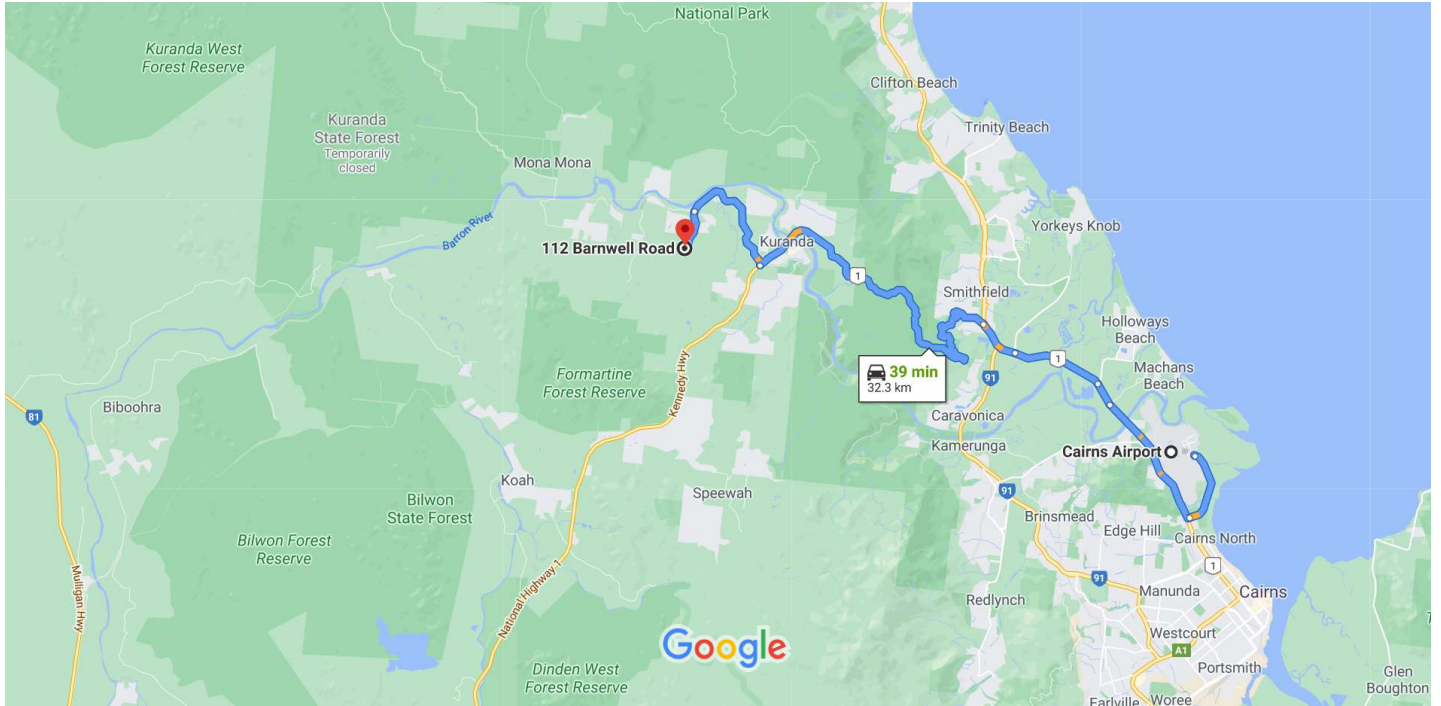 National Park
Kuranda West
Forest Reserve
Clifton Beach
Kuranda
State Forest
Temporarily
closed
Trinity Beach
Mona Mona
Barron River
Yorkeys Knob
112 Barnwell Road
Kuranda
1
Smithfield
Holloways
Beach
39 min
32.3 km
1
Machans
Beach
Formartine
Forest Reserve
Kennedy Hwy
91
Biboohra
81
Caravonica
Kamerunga
Cairns Airport
Koah
Speewah
91
Bilwon
State Forest
Brinsmead
Edge Hill
Cairns North
Bilwon Forest
Reserve
National Highway 1
Mulligan Hwy
1
91
Manunda
Cairns
Redlynch
Westcourt
A1
Google
Portsmith
Dinden West
Forest Reserve
Glen
Boughton
Earlville
Woree